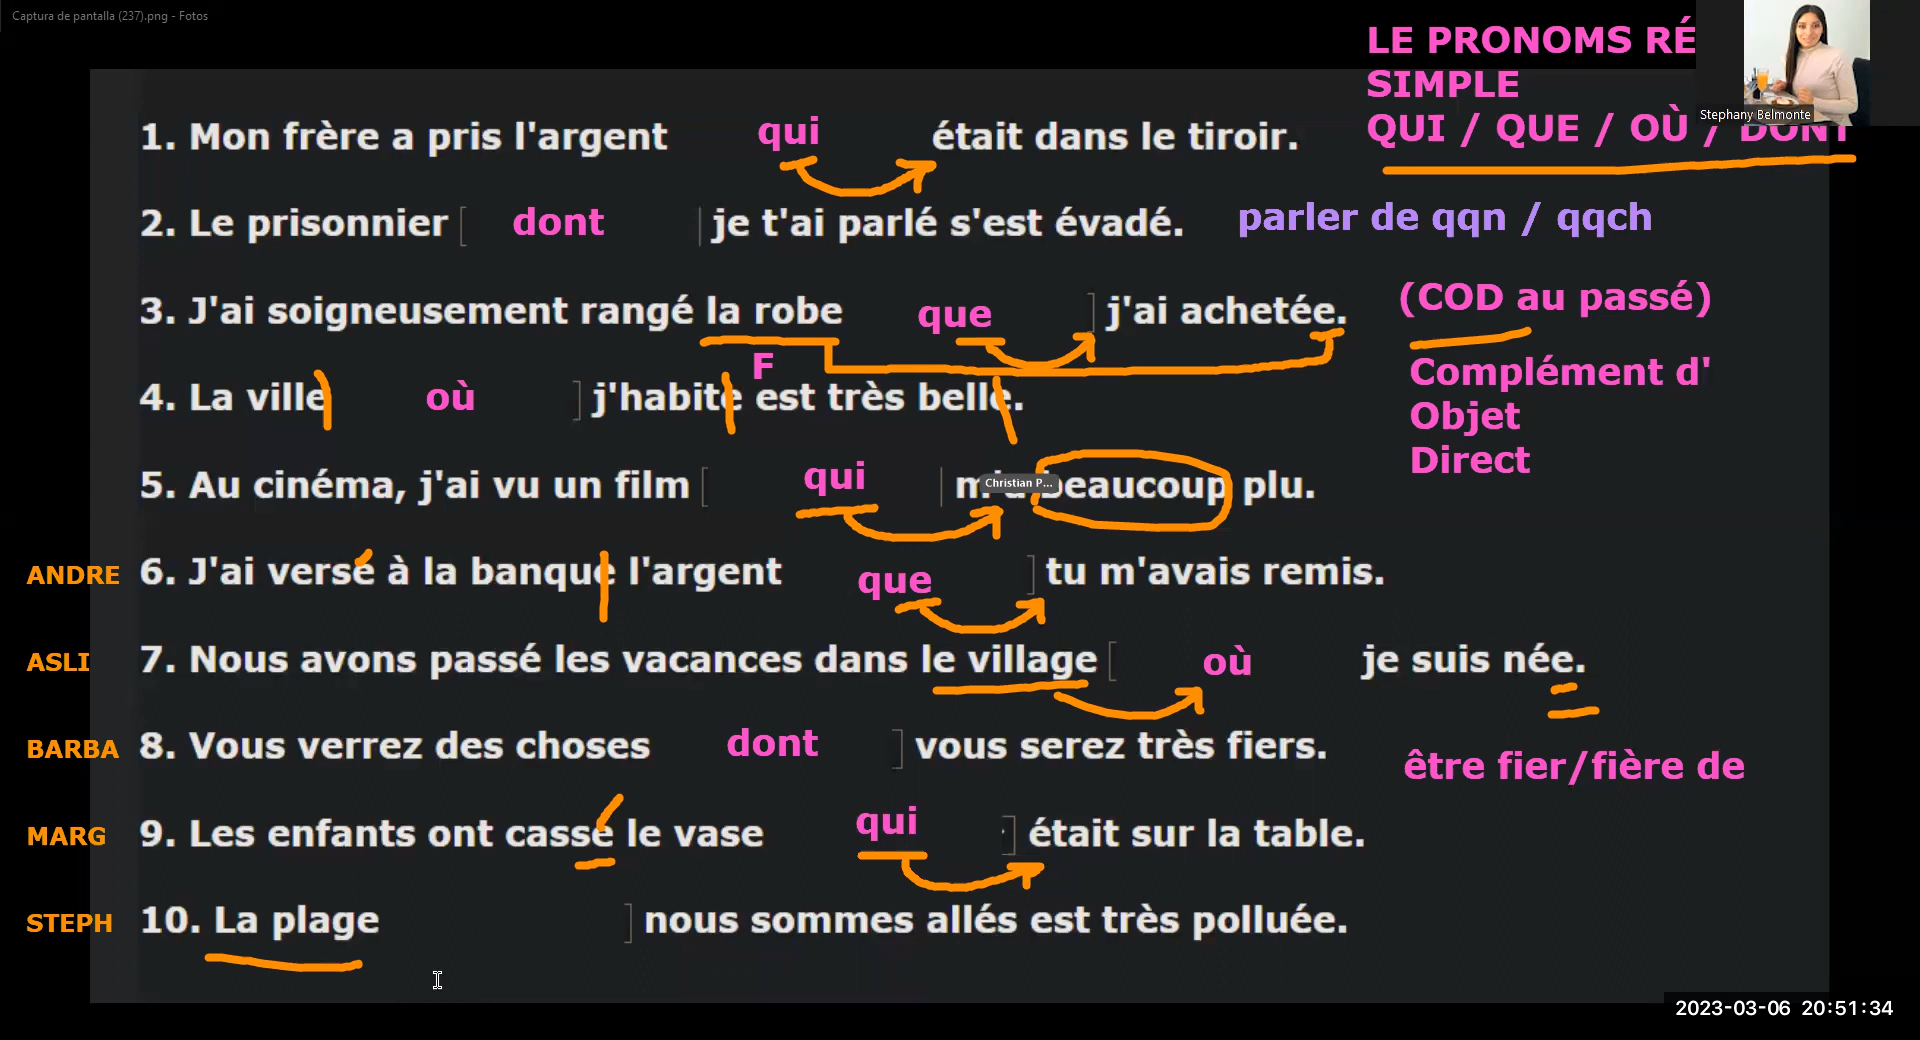 Captura de pantalla (237).png - Fotos
LE PRONOMS RÉ
SIMPLE
QUI / QUE / OÙ / DONT
Stephany Belmonte
1. Mon frère a pris l'argent qui était dans le tiroir.
2. Le prisonnier [ dont ] je t'ai parlé s'est évadé. parler de qqn / qqch
3. J'ai soigneusement rangé la robe que ] j'ai achetée. (COD au passé)
F
Complément d'
Objet
Direct
4. La ville où ] j'habite est très belle.
5. Au cinéma, j'ai vu un film [ qui ] m'a beaucoup plu.
Christian P...
ANDRE 6. J'ai versé à la banque l'argent que ] tu m'avais remis.
ASLI 7. Nous avons passé les vacances dans le village [ où je suis née.
BARBA 8. Vous verrez des choses dont ] vous serez très fiers. être fier/fière de
MARG 9. Les enfants ont cassé le vase qui ] était sur la table.
STEPH 10. La plage ] nous sommes allés est très polluée.
2023-03-06 20:51:34